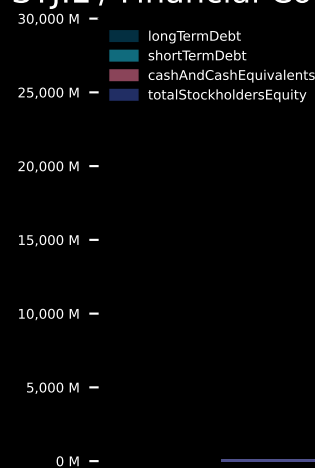 30,000 M
longTermDebt
shortTermDebt
cashAndCashEquivalents
totalStockholdersEquity
25,000 M
20,000 M
15,000 M
10,000 M
5,000 M
0 M